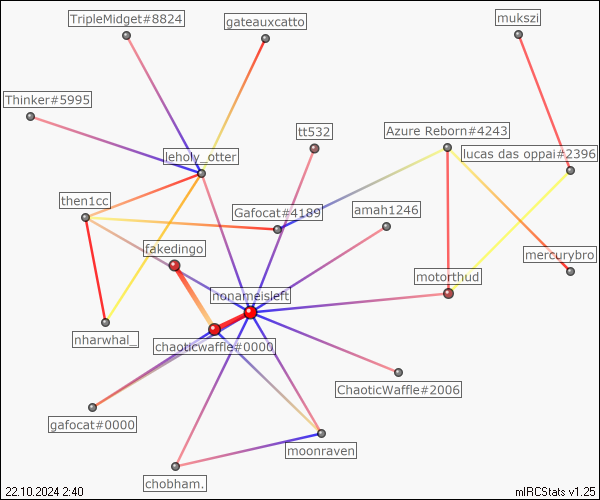 TripleMidget#8824
gateauxcatto
mukszi
Thinker#5995
tt532
Azure Reborn#4243
leholy_otter
lucas das oppai#2396
then1cc
Gafocat#4189
amah1246
fakedingo
mercurybro
motorthud
nonameisleft
nharwhal_
chaoticwaffle#0000
ChaoticWaffle#2006
gafocat#0000
moonraven
chobham.
22.10.2024 2:40
mIRCStats v1.25